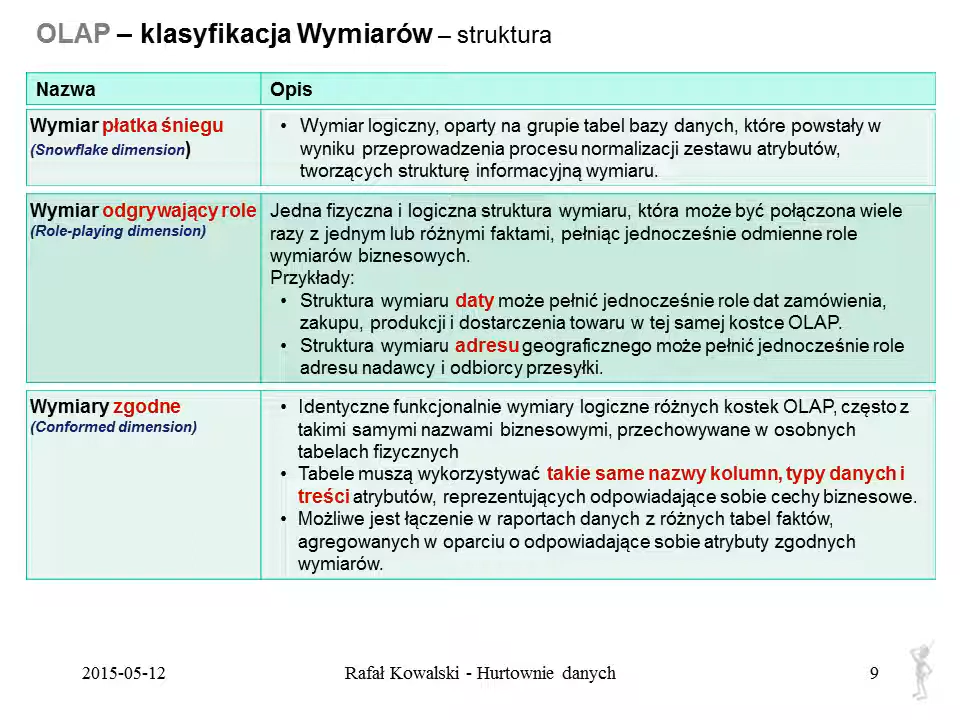 OLAP – klasyfikacja Wymiarów – struktura
Nazwa
Opis
Wymiar płatka śniegu
(Snowflake dimension)
• Wymiar logiczny, oparty na grupie tabel bazy danych, które powstały w
wyniku przeprowadzenia procesu normalizacji zestawu atrybutów,
tworzących strukturę informacyjną wymiaru.
Wymiar odgrywający role
(Role-playing dimension)
Jedna fizyczna i logiczna struktura wymiaru, która może być połączona wiele
razy z jednym lub różnymi faktami, pełniąc jednocześnie odmienne role
wymiarów biznesowych.
Przykłady:
• Struktura wymiaru daty może pełnić jednocześnie role dat zamówienia,
zakupu, produkcji i dostarczenia towaru w tej samej kostce OLAP.
• Struktura wymiaru adresu geograficznego może pełnić jednocześnie role
adresu nadawcy i odbiorcy przesyłki.
Wymiary zgodne
(Conformed dimension)
• Identyczne funkcjonalnie wymiary logiczne różnych kostek OLAP, często z
takimi samymi nazwami biznesowymi, przechowywane w osobnych
tabelach fizycznych
• Tabele muszą wykorzystywać takie same nazwy kolumn, typy danych i
treści atrybutów, reprezentujących odpowiadające sobie cechy biznesowe.
• Możliwe jest łączenie w raportach danych z różnych tabel faktów,
agregowanych w oparciu o odpowiadające sobie atrybuty zgodnych
wymiarów.
2015-05-12
Rafał Kowalski - Hurtownie danych
9